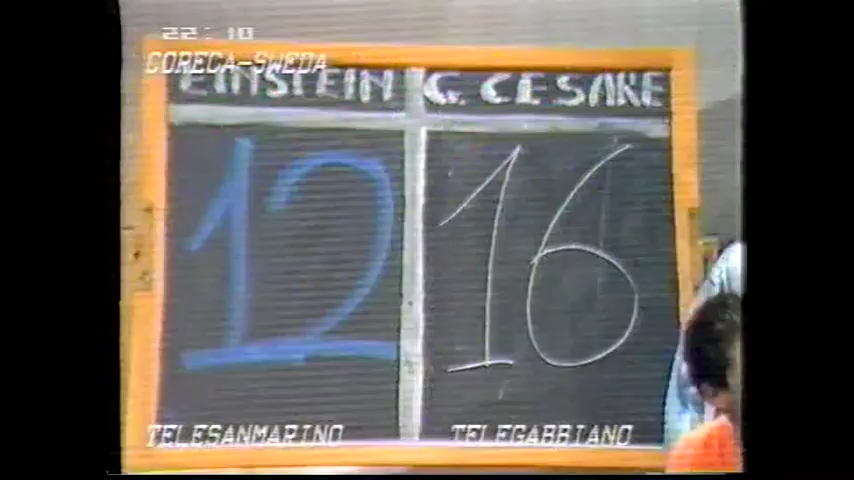 22:10
CORECA-SWEDA
EINSTEIN G. CESARE
12 16
TELESANMARINO TELEGABBIANO